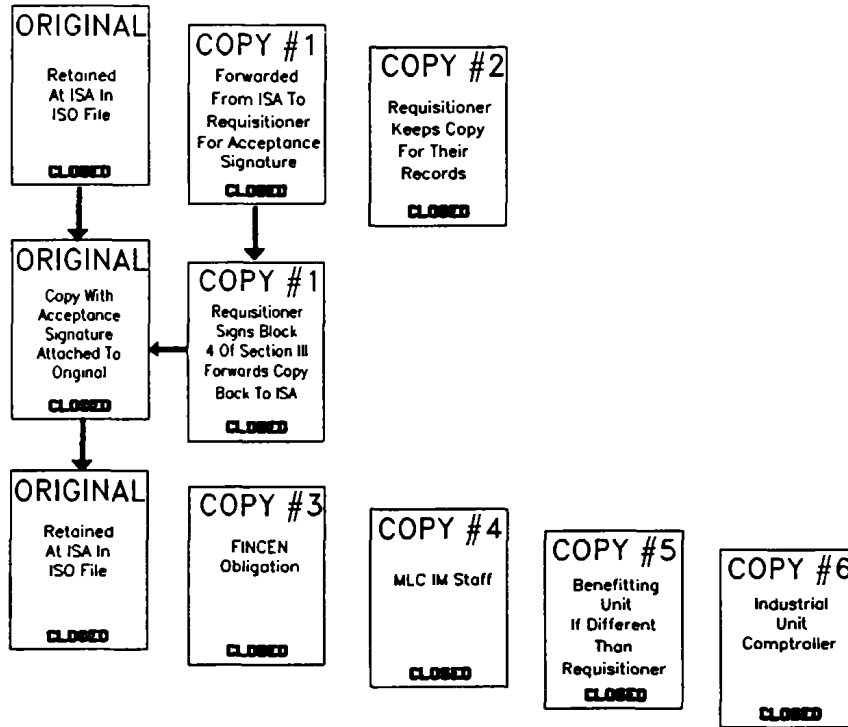 ORIGINAL
Retained
At ISA In
ISO File
CLOSED
COPY #1
Forwarded
From ISA To
Requisitioner
For Acceptance
Signature
CLOSED
COPY #2
Requisitioner
Keeps Copy
For Their
Records
CLOSED
ORIGINAL
Copy With
Acceptance
Signature
Attached To
Original
CLOSED
COPY #1
Requisitioner
Signs Block
4 Of Section III
Forwards Copy
Back To ISA
CLOSED
ORIGINAL
Retained
At ISA In
ISO File
CLOSED
COPY #3
FINCEN
Obligation
CLOSED
COPY #4
MLC IM Staff
CLOSED
COPY #5
Benefitting
Unit
If Different
Than
Requisitioner
CLOSED
COPY #6
Industrial
Unit
Comptroller
CLOSED